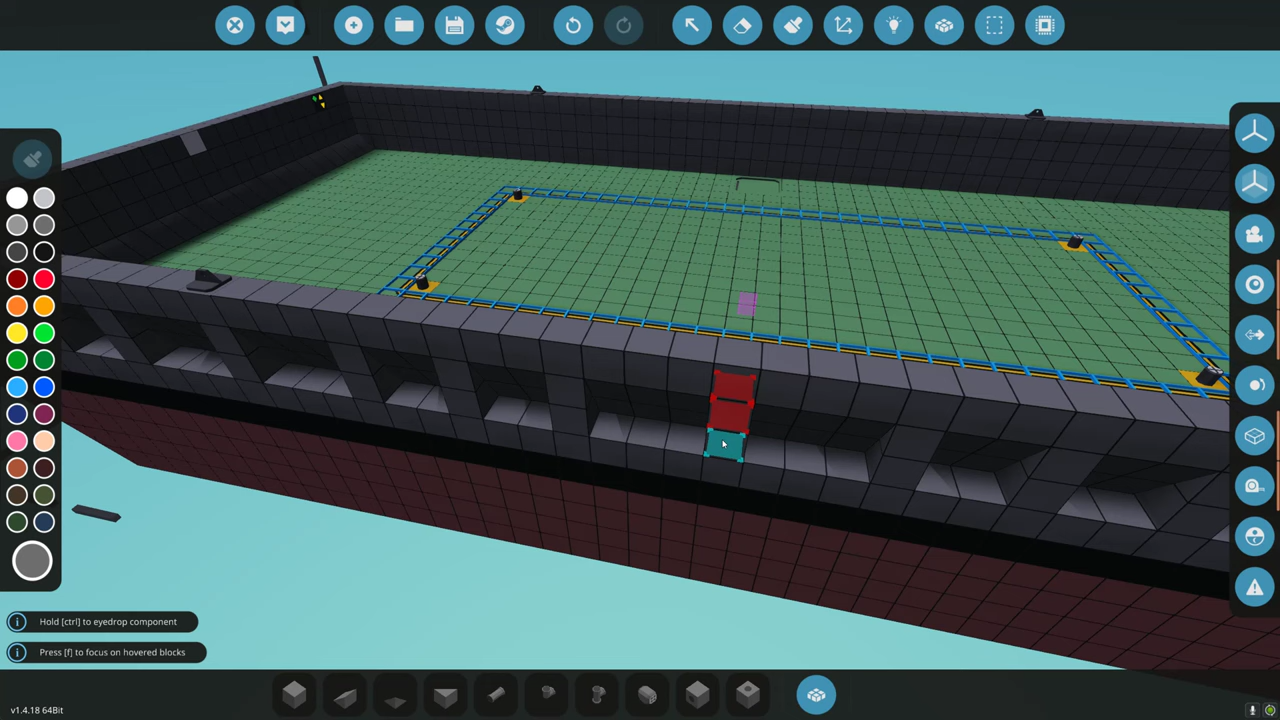 Hold [ctrl] to eyedrop component
Press [f] to focus on hovered blocks
v1.4.18 64Bit